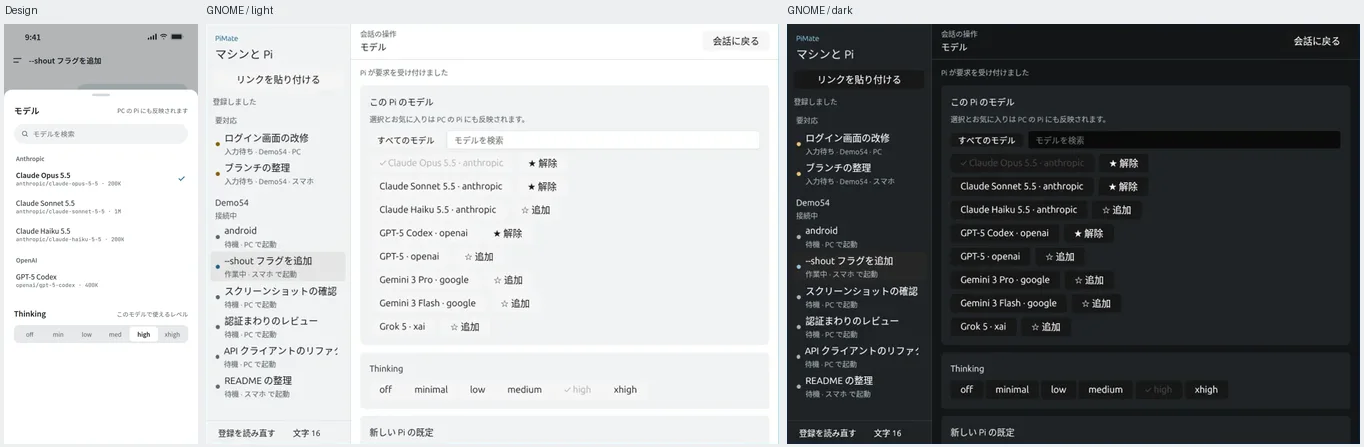 Design
9:41
--shout フラグを追加
モデル
PC の Pi にも反映されます
モデルを検索
Anthropic
Claude Opus 5.5
anthropic/claude-opus-5-5 · 200K
Claude Sonnet 5.5
anthropic/claude-sonnet-5-5 · 1M
Claude Haiku 5.5
anthropic/claude-haiku-5-5 · 200K
OpenAI
GPT-5 Codex
openai/gpt-5-codex · 400K
Thinking
このモデルで使えるレベル
off min low med high xhigh
GNOME/light
PiMate
マシンと Pi
リンクを貼り付ける
登録しました
要対応
ログイン画面の改修
入力待ち · Demo54 · PC
ブランチの整理
入力待ち · Demo54 · スマホ
Demo54
接続中
android
待機 · PC で起動
--shout フラグを追加
作業中 · スマホ で起動
スクリーンショットの確認
待機 · PC で起動
認証まわりのレビュー
待機 · PC で起動
API クライアントのリファク
待機 · PC で起動
README の整理
待機 · スマホ で起動
登録を読み直す 文字 16
会話の操作
モデル
会話に戻る
Pi が要求を受け付けました
この Pi のモデル
選択とお気に入りは PC の Pi にも反映されます。
すべてのモデル モデルを検索
✓ Claude Opus 5.5 · anthropic ★ 解除
Claude Sonnet 5.5 · anthropic ★ 解除
Claude Haiku 5.5 · anthropic ☆ 追加
GPT-5 Codex · openai ★ 解除
GPT-5 · openai ☆ 追加
Gemini 3 Pro · google ☆ 追加
Gemini 3 Flash · google ☆ 追加
Grok 5 · xai ☆ 追加
Thinking
off minimal low medium ✓ high xhigh
新しい Pi の既定
GNOME/dark
PiMate
マシンと Pi
リンクを貼り付ける
登録しました
要対応
ログイン画面の改修
入力待ち · Demo54 · PC
ブランチの整理
入力待ち · Demo54 · スマホ
Demo54
接続中
android
待機 · PC で起動
--shout フラグを追加
作業中 · スマホ で起動
スクリーンショットの確認
待機 · PC で起動
認証まわりのレビュー
待機 · PC で起動
API クライアントのリファク
待機 · PC で起動
README の整理
待機 · スマホ で起動
登録を読み直す 文字 16
会話の操作
モデル
会話に戻る
Pi が要求を受け付けました
この Pi のモデル
選択とお気に入りは PC の Pi にも反映されます。
すべてのモデル モデルを検索
✓ Claude Opus 5.5 · anthropic ★ 解除
Claude Sonnet 5.5 · anthropic ★ 解除
Claude Haiku 5.5 · anthropic ☆ 追加
GPT-5 Codex · openai ★ 解除
GPT-5 · openai ☆ 追加
Gemini 3 Pro · google ☆ 追加
Gemini 3 Flash · google ☆ 追加
Grok 5 · xai ☆ 追加
Thinking
off minimal low medium ✓ high xhigh
新しい Pi の既定